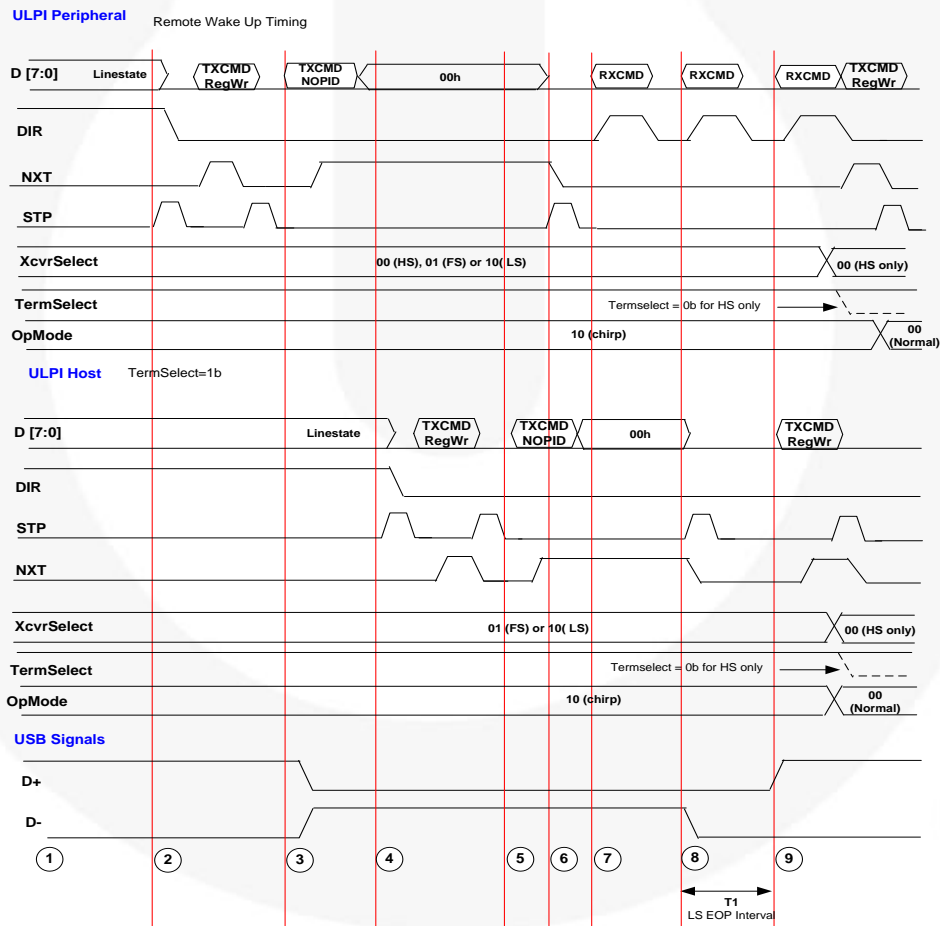 ULPI Peripheral
Remote Wake Up Timing
D [7:0]
Linestate
TXCMD
RegWr
TXCMD
NOPID
00h
RXCMD
RXCMD
RXCMD
TXCMD
RegWr
DIR
NXT
STP
XcvrSelect
00 (HS), 01 (FS) or 10( LS)
00 (HS only)
TermSelect
Termselect = 0b for HS only
OpMode
10 (chirp)
00
(Normal)
ULPI Host
TermSelect=1b
D [7:0]
Linestate
TXCMD
RegWr
TXCMD
NOPID
00h
TXCMD
RegWr
DIR
STP
NXT
XcvrSelect
01 (FS) or 10( LS)
00 (HS only)
TermSelect
Termselect = 0b for HS only
OpMode
10 (chirp)
00
(Normal)
USB Signals
D+
D-
1
2
3
4
5
6
7
8
9
T1
LS EOP Interval